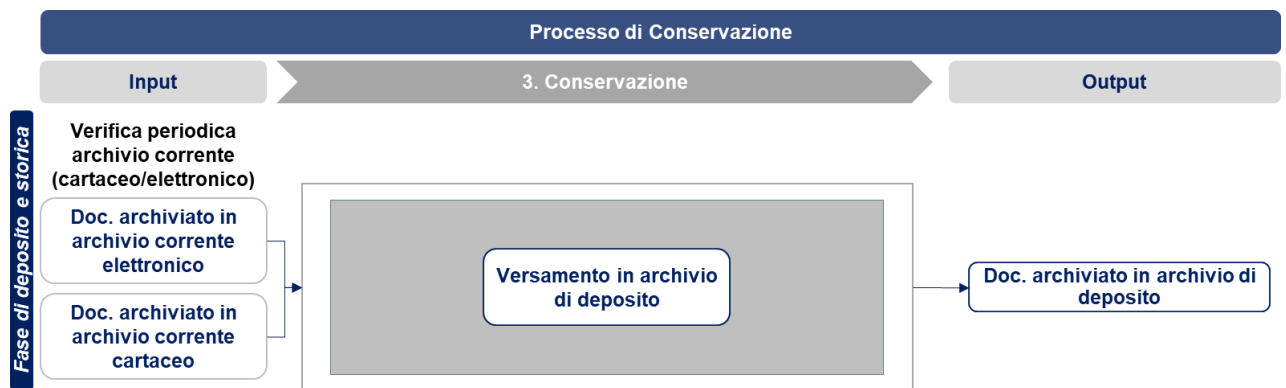 Processo di Conservazione
Input
3. Conservazione
Output
Fase di deposito e storica
Verifica periodica
archivio corrente
(cartaceo/elettronico)
Doc. archiviato in
archivio corrente
elettronico
Doc. archiviato in
archivio corrente
cartaceo
Versamento in archivio
di deposito
Doc. archiviato in archivio di
deposito